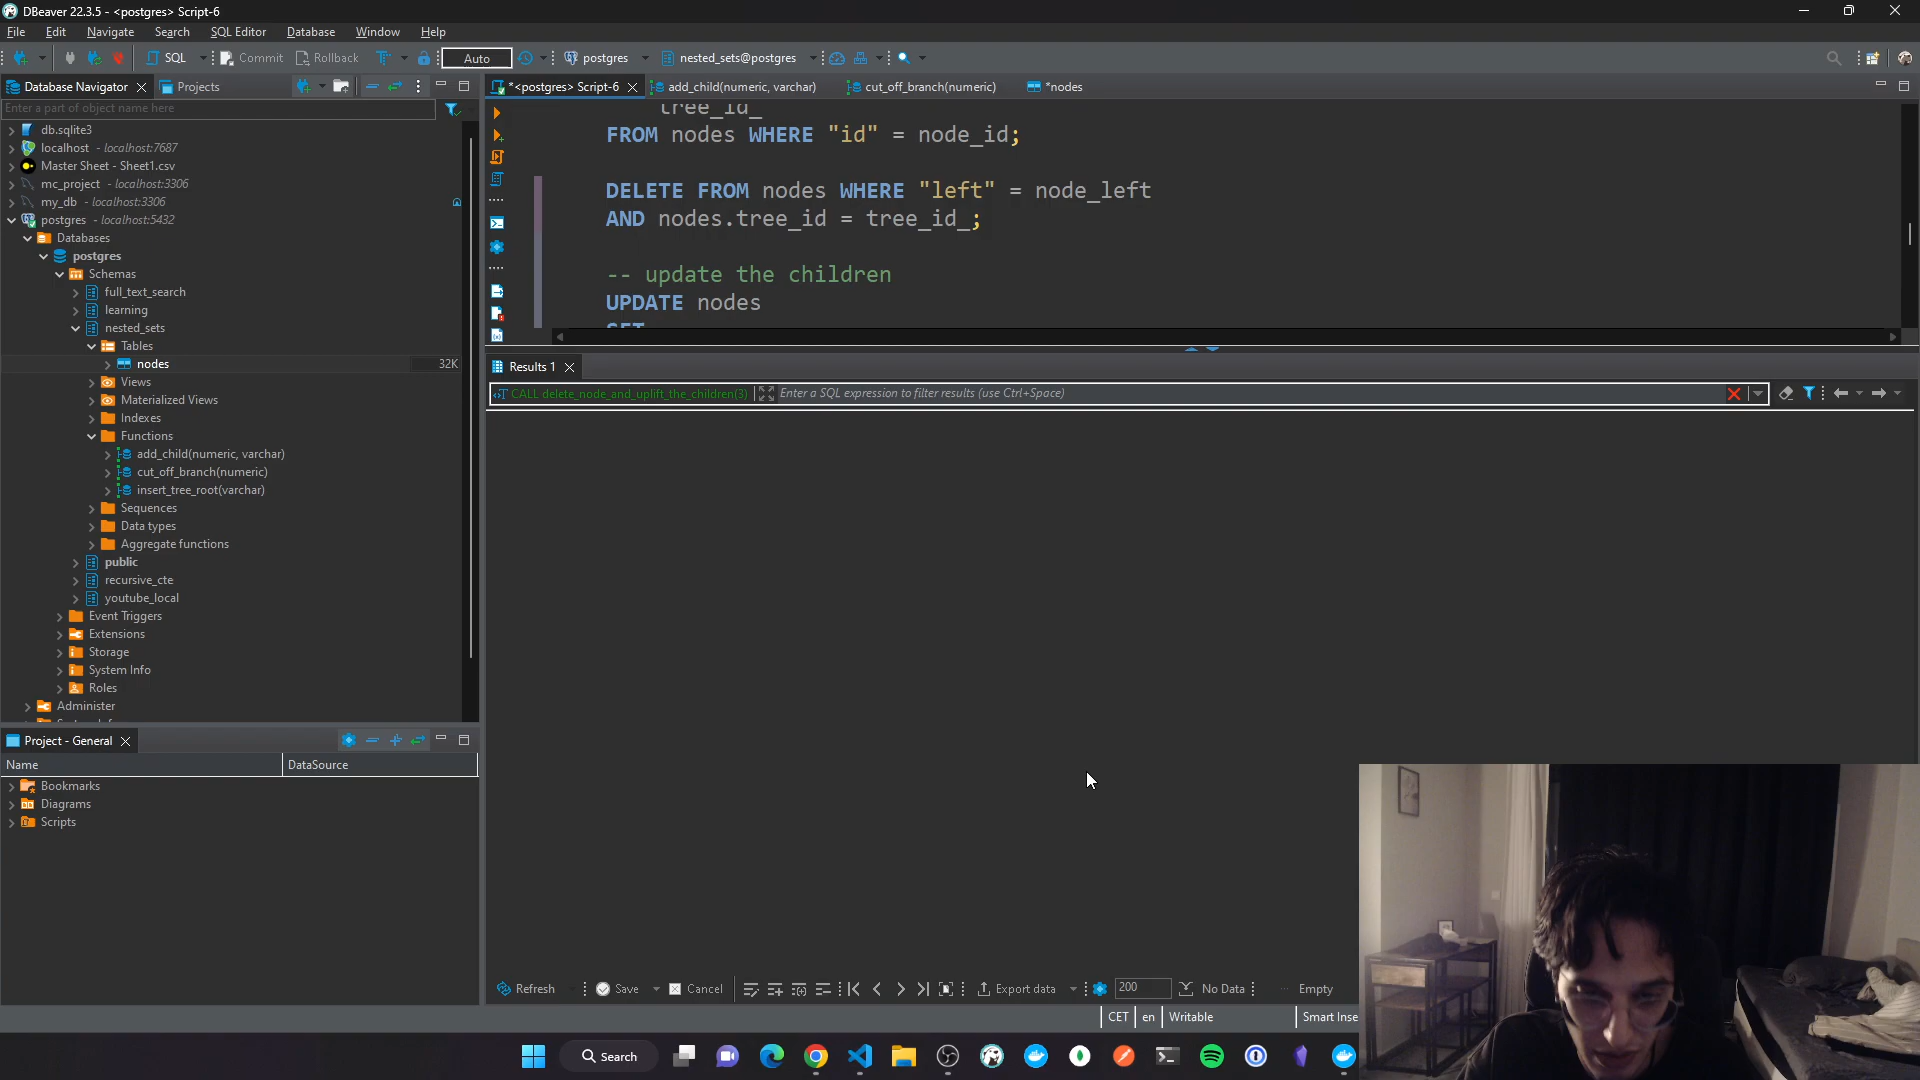 DBeaver 22.3.5 - <postgres> Script-6
File Edit Navigate Search SQL Editor Database Window Help
SQL Commit Rollback Auto postgres nested_sets@postgres
Database Navigator Projects
Enter a part of object name here
db.sqlite3
localhost - localhost:7687
Master Sheet - Sheet1.csv
mc_project - localhost:3306
my_db - localhost:3306
postgres - localhost:5432
Databases
postgres
Schemas
full_text_search
learning
nested_sets
Tables
nodes 32K
Views
Materialized Views
Indexes
Functions
add_child(numeric, varchar)
cut_off_branch(numeric)
insert_tree_root(varchar)
Sequences
Data types
Aggregate functions
public
recursive_cte
youtube_local
Event Triggers
Extensions
Storage
System Info
Roles
Administer
Project - General
Name DataSource
Bookmarks
Diagrams
Scripts
*<postgres> Script-6 add_child(numeric, varchar) cut_off_branch(numeric) *nodes
tree_id_
FROM nodes WHERE "id" = node_id;
DELETE FROM nodes WHERE "left" = node_left
AND nodes.tree_id = tree_id_;
-- update the children
UPDATE nodes
SET
Results 1
CALL delete_node_and_uplift_the_children(3) Enter a SQL expression to filter results (use Ctrl+Space)
Refresh Save Cancel Export data 200 No Data Empty
CET en Writable Smart Inse
Search